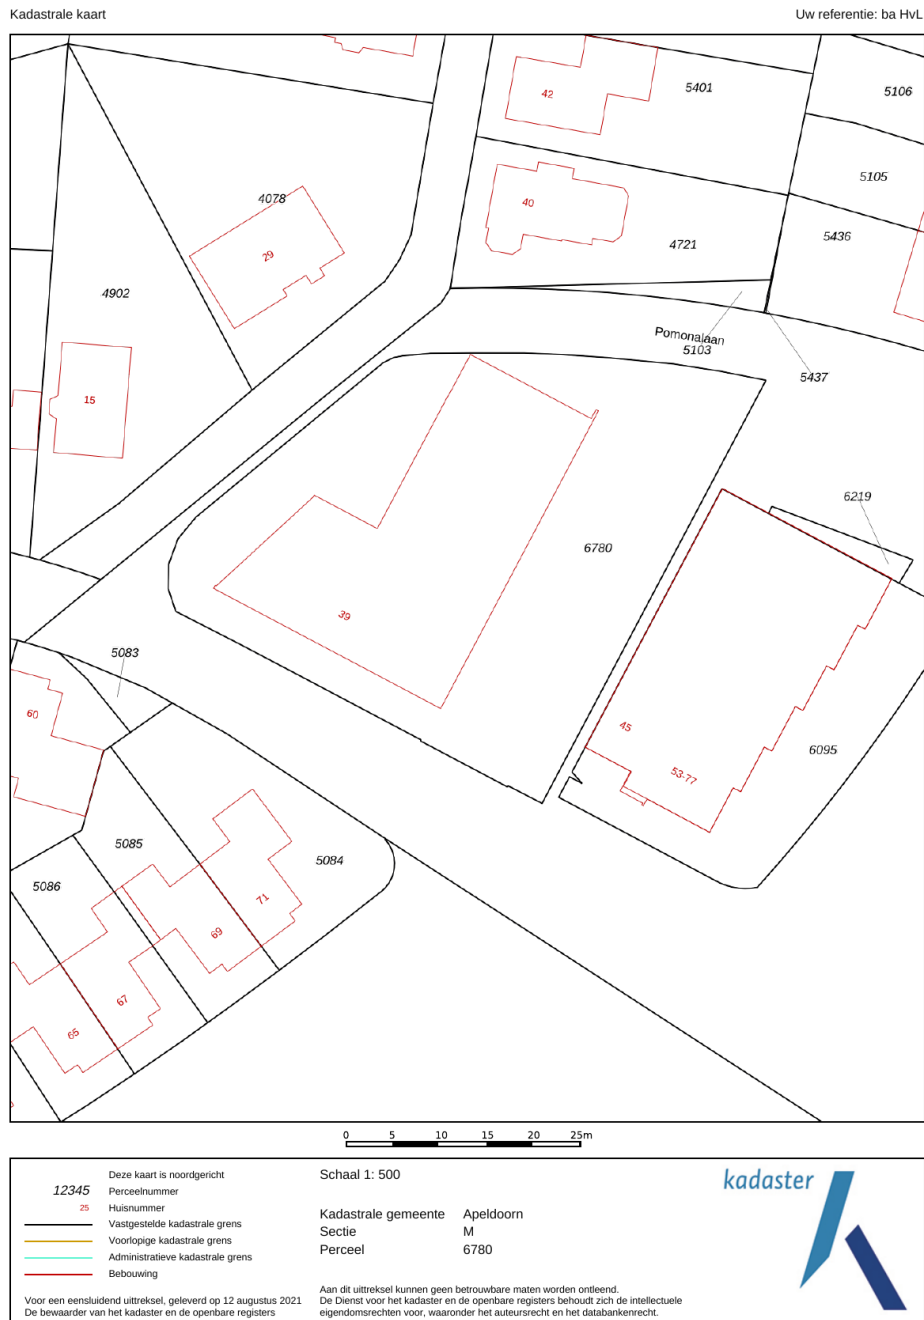 Kadastrale kaart
Uw referentie: ba HvL
42
5401
5106
5105
4078
40
5436
4721
29
4902
Pomonalaan
5103
5437
15
6219
6780
39
5083
60
45
53-77
6095
5085
5084
5086
71
69
67
65
0 5 10 15 20 25m
Deze kaart is noordgericht
12345 Perceelnummer
25 Huisnummer
Vastgestelde kadastrale grens
Voorlopige kadastrale grens
Administratieve kadastrale grens
Bebouwing
Voor een eensluidend uittreksel, geleverd op 12 augustus 2021
De bewaarder van het kadaster en de openbare registers
Schaal 1: 500
Kadastrale gemeente Apeldoorn
Sectie M
Perceel 6780
Aan dit uittreksel kunnen geen betrouwbare maten worden ontleend.
De Dienst voor het kadaster en de openbare registers behoudt zich de intellectuele
eigendomsrechten voor, waaronder het auteursrecht en het databankenrecht.
kadaster